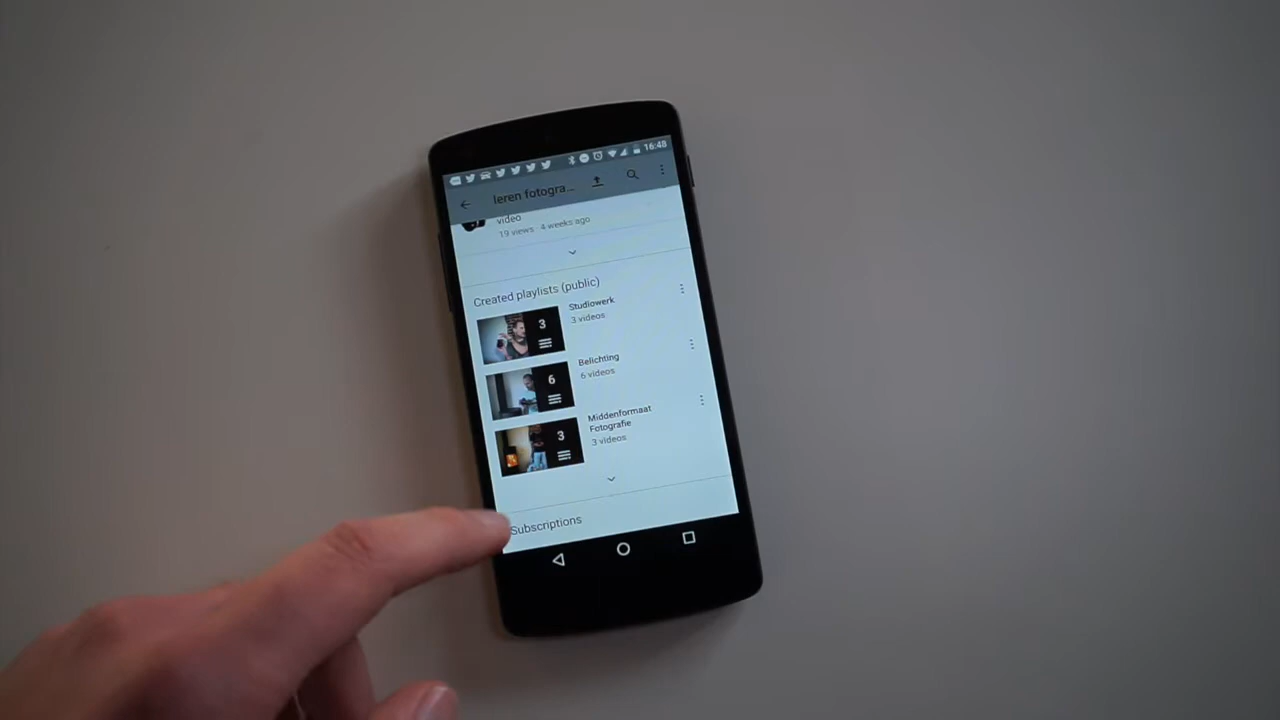 16:48
leren fotogra...
video
19 views · 4 weeks ago
Created playlists (public)
3
Studiowerk
3 videos
6
Belichting
6 videos
3
Middenformaat
Fotografie
3 videos
Subscriptions